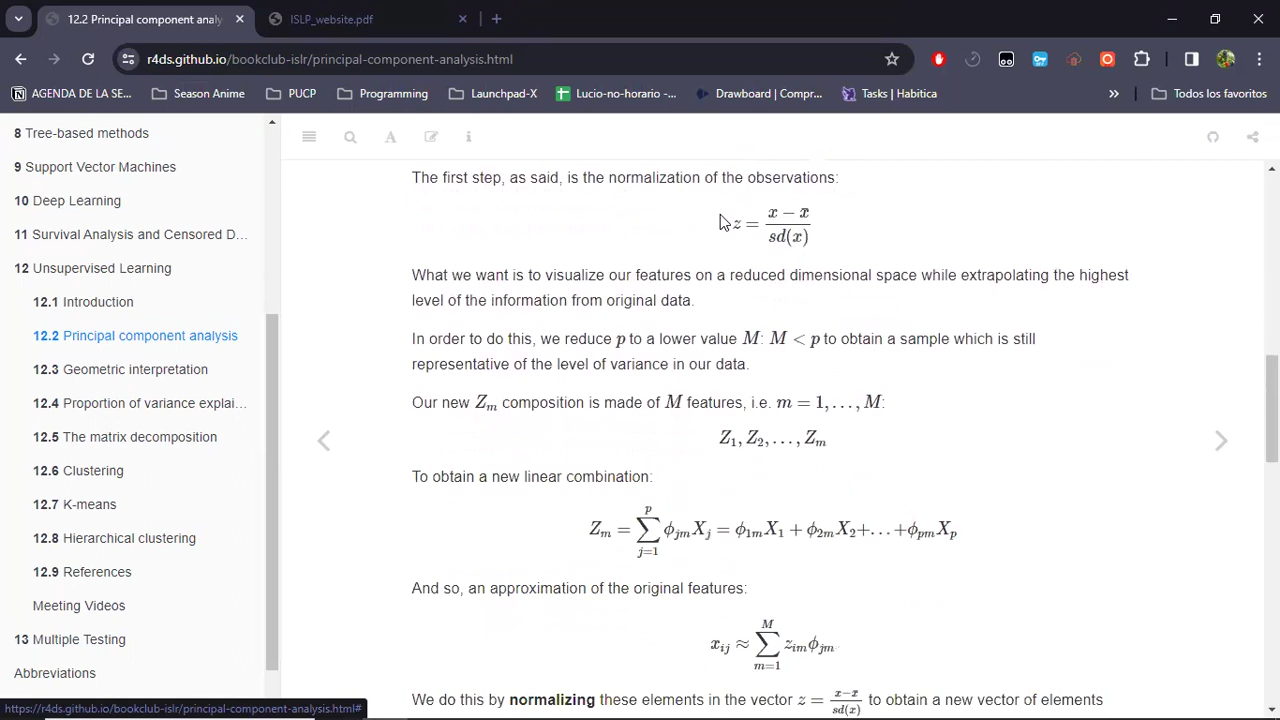 12.2 Principal component analy
ISLP_website.pdf
r4ds.github.io/bookclub-islr/principal-component-analysis.html
AGENDA DE LA SE... Season Anime PUCP Programming Launchpad-X Lucio-no-horario -... Drawboard | Compr... Tasks | Habitica » Todos los favoritos
8 Tree-based methods
9 Support Vector Machines
10 Deep Learning
11 Survival Analysis and Censored D…
12 Unsupervised Learning
12.1 Introduction
12.2 Principal component analysis
12.3 Geometric interpretation
12.4 Proportion of variance explai…
12.5 The matrix decomposition
12.6 Clustering
12.7 K-means
12.8 Hierarchical clustering
12.9 References
Meeting Videos
13 Multiple Testing
Abbreviations
https://r4ds.github.io/bookclub-islr/principal-component-analysis.html#
The first step, as said, is the normalization of the observations:
z = (x − x̄) / sd(x)
What we want is to visualize our features on a reduced dimensional space while extrapolating the highest
level of the information from original data.
In order to do this, we reduce p to a lower value M: M < p to obtain a sample which is still
representative of the level of variance in our data.
Our new Z_m composition is made of M features, i.e. m = 1, . . . , M:
Z_1, Z_2, . . . , Z_m
To obtain a new linear combination:
Z_m = ∑_{j=1}^{p} ϕ_{jm} X_j = ϕ_{1m} X_1 + ϕ_{2m} X_2 + . . . + ϕ_{pm} X_p
And so, an approximation of the original features:
x_{ij} ≈ ∑_{m=1}^{M} z_{im} ϕ_{jm}
We do this by normalizing these elements in the vector z = (x − x̄) / sd(x) to obtain a new vector of elements